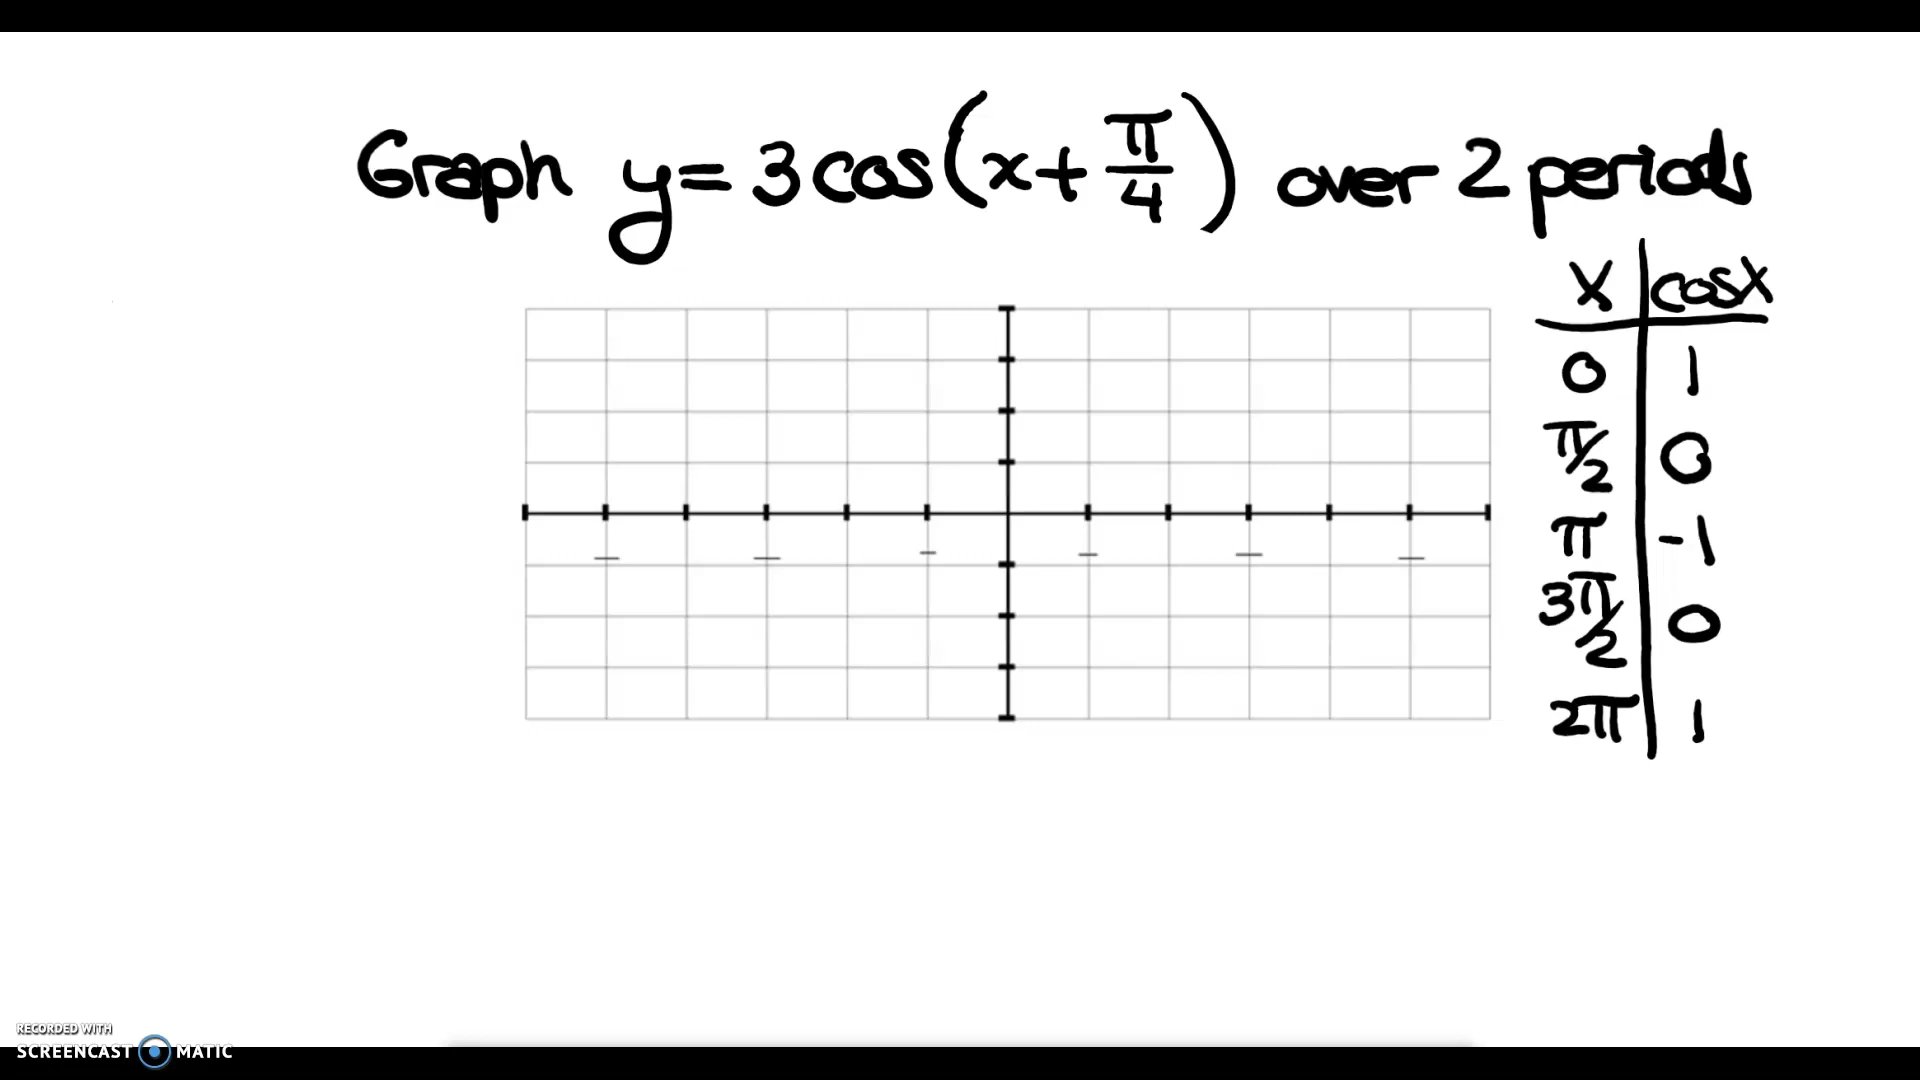 Graph y = 3cos(x + π/4) over 2 periods
x | cosx
0 | 1
π/2 | 0
π | -1
3π/2 | 0
2π | 1
RECORDED WITH
SCREENCAST MATIC